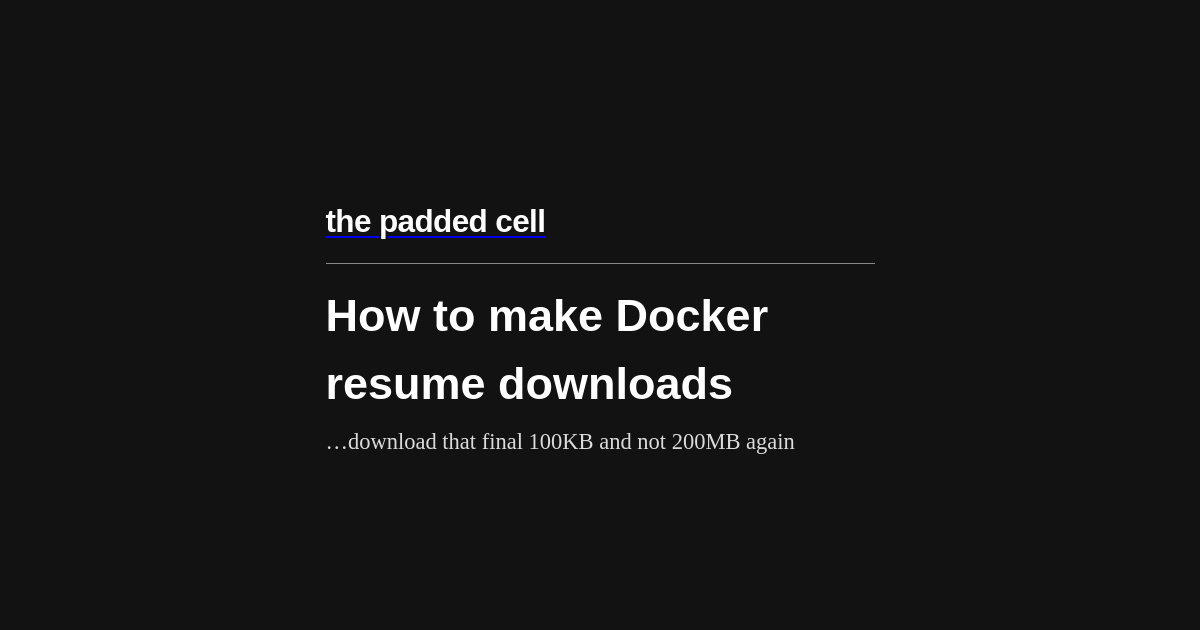 the padded cell
How to make Docker
resume downloads
…download that final 100KB and not 200MB again